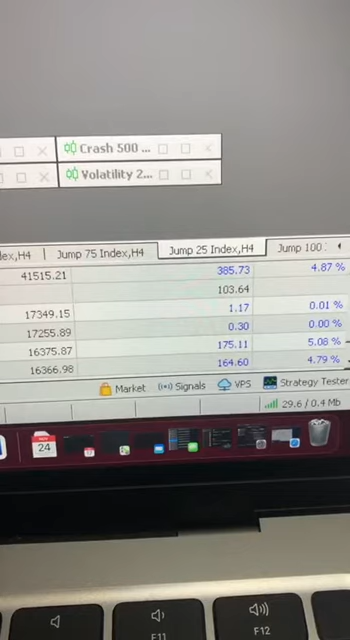 Crash 500 ...
Volatility 2...
dex,H4 | Jump 75 Index,H4 | Jump 25 Index,H4 Jump 100
41515.21 385.73 4.87 %
103.64
17349.15 1.17 0.01 %
17255.89 0.30 0.00 %
16375.87 175.11 5.08 %
16366.98 164.60 4.79 %
Market Signals VPS Strategy Tester
29.6 / 0.4 Mb
24
F11 F12